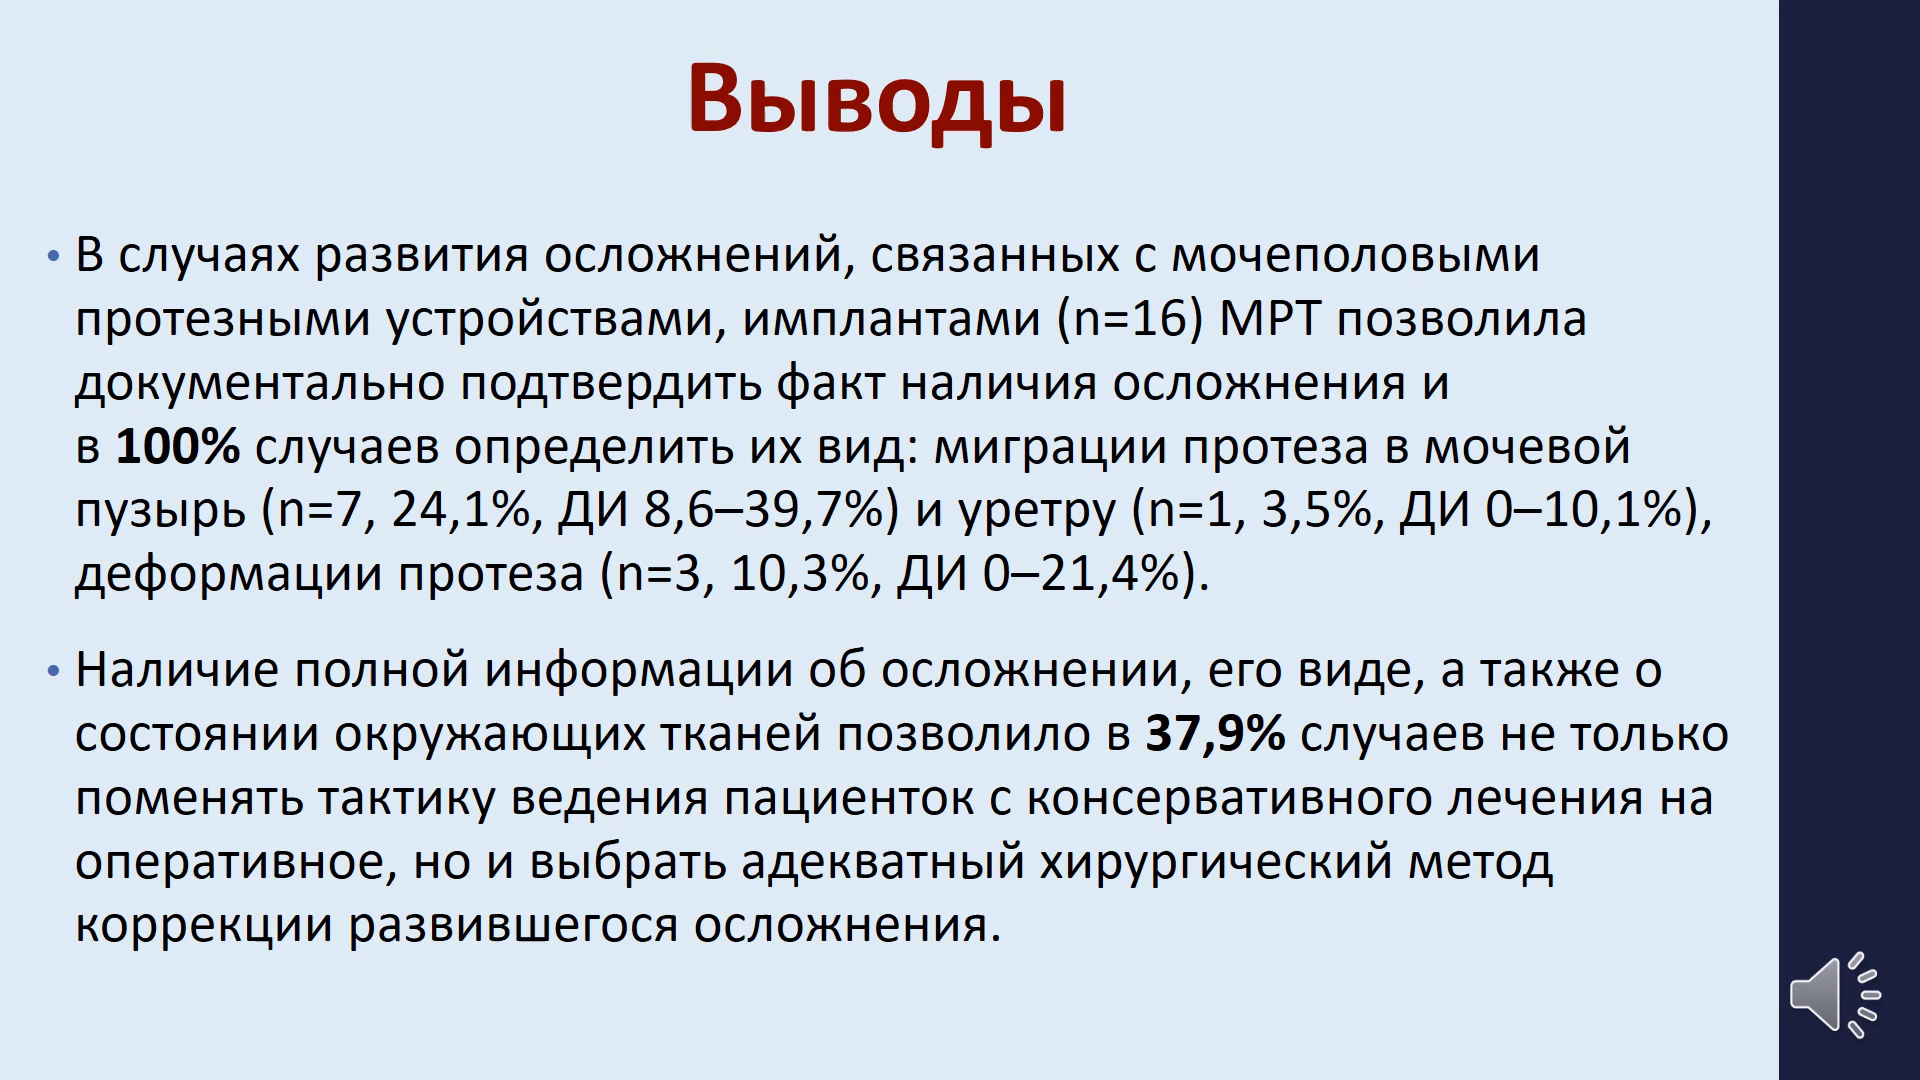 Выводы
• В случаях развития осложнений, связанных с мочеполовыми
протезными устройствами, имплантами (n=16) МРТ позволила
документально подтвердить факт наличия осложнения и
в 100% случаев определить их вид: миграции протеза в мочевой
пузырь (n=7, 24,1%, ДИ 8,6–39,7%) и уретру (n=1, 3,5%, ДИ 0–10,1%),
деформации протеза (n=3, 10,3%, ДИ 0–21,4%).
• Наличие полной информации об осложнении, его виде, а также о
состоянии окружающих тканей позволило в 37,9% случаев не только
поменять тактику ведения пациенток с консервативного лечения на
оперативное, но и выбрать адекватный хирургический метод
коррекции развившегося осложнения.